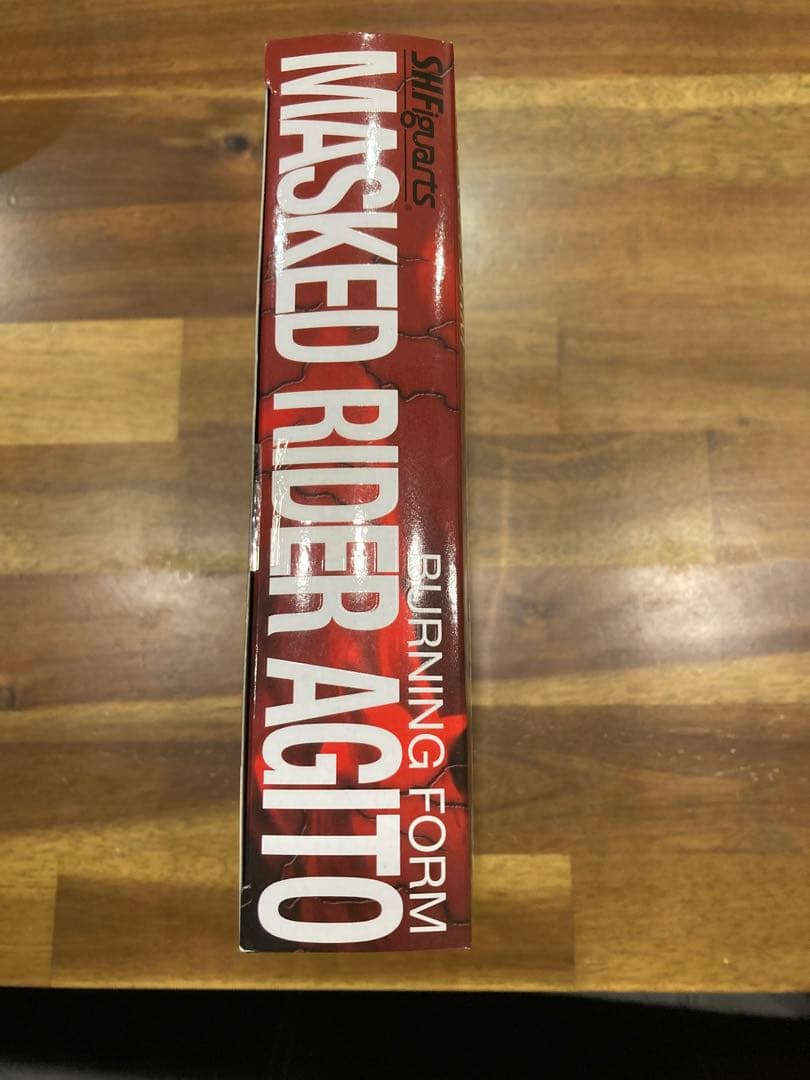 S.H.Figuarts®
BURNING FORM
MASKED RIDER AGITO